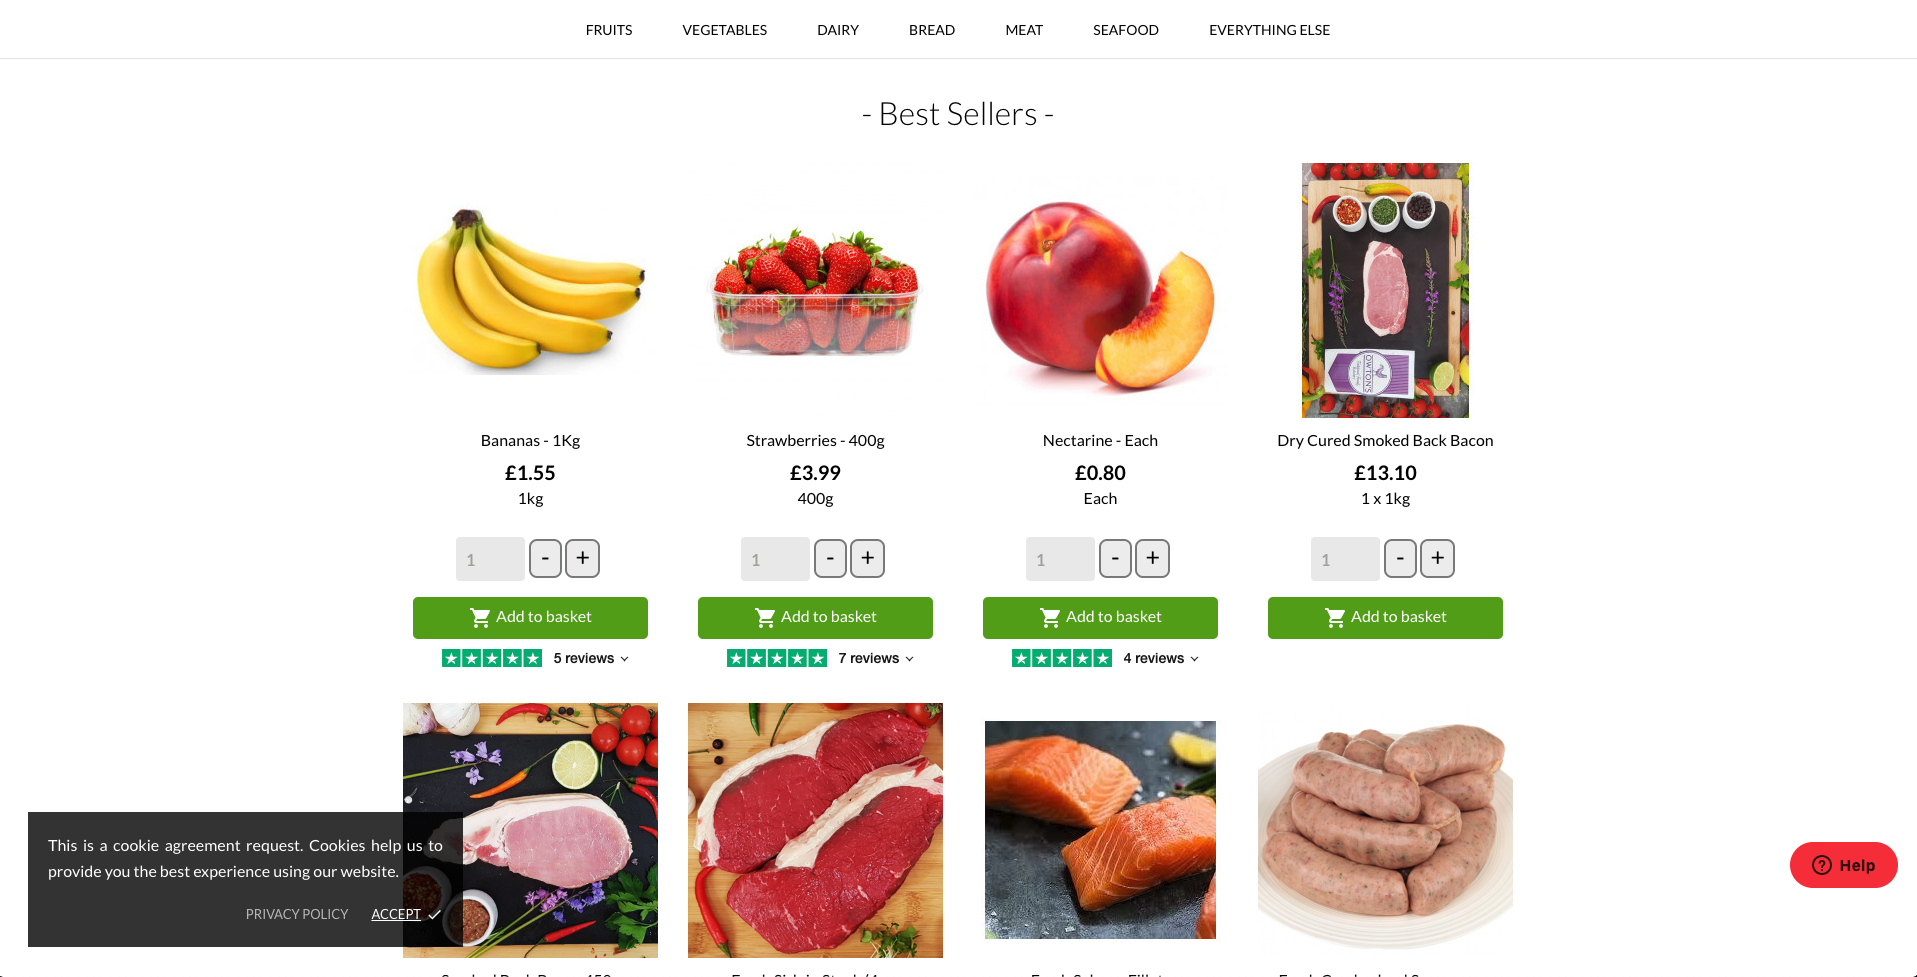 FRUITS VEGETABLES DAIRY BREAD MEAT SEAFOOD EVERYTHING ELSE
- Best Sellers -
OWTON'S
Bananas - 1Kg Strawberries - 400g Nectarine - Each Dry Cured Smoked Back Bacon
£1.55 £3.99 £0.80 £13.10
1kg 400g Each 1 x 1kg
1 - + 1 - + 1 - + 1 - +
Add to basket Add to basket Add to basket Add to basket
5 reviews 7 reviews 4 reviews
This is a cookie agreement request. Cookies help us to
provide you the best experience using our website.
PRIVACY POLICY ACCEPT
Help